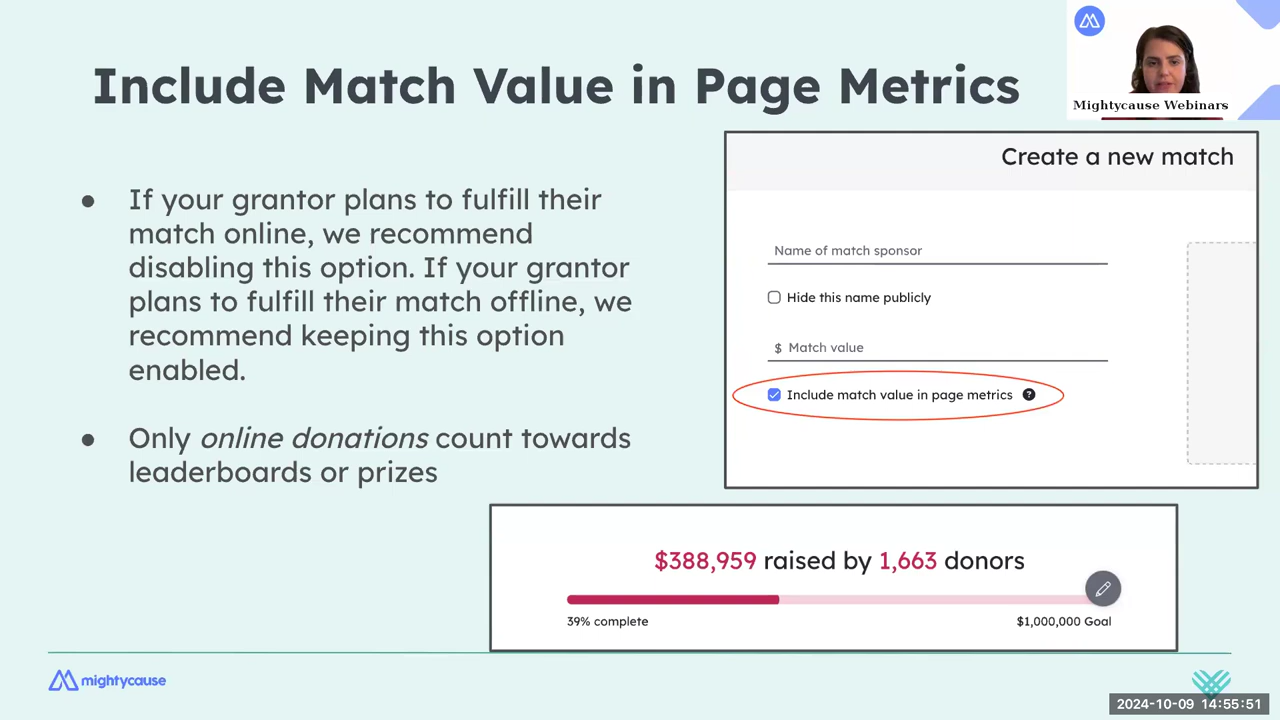 Include Match Value in Page Metrics
Mightycause Webinars
● If your grantor plans to fulfill their
match online, we recommend
disabling this option. If your grantor
plans to fulfill their match offline, we
recommend keeping this option
enabled.
● Only online donations count towards
leaderboards or prizes
Create a new match
Name of match sponsor
Hide this name publicly
$ Match value
Include match value in page metrics ?
$388,959 raised by 1,663 donors
39% complete
$1,000,000 Goal
mightycause
2024-10-09 14:55:51